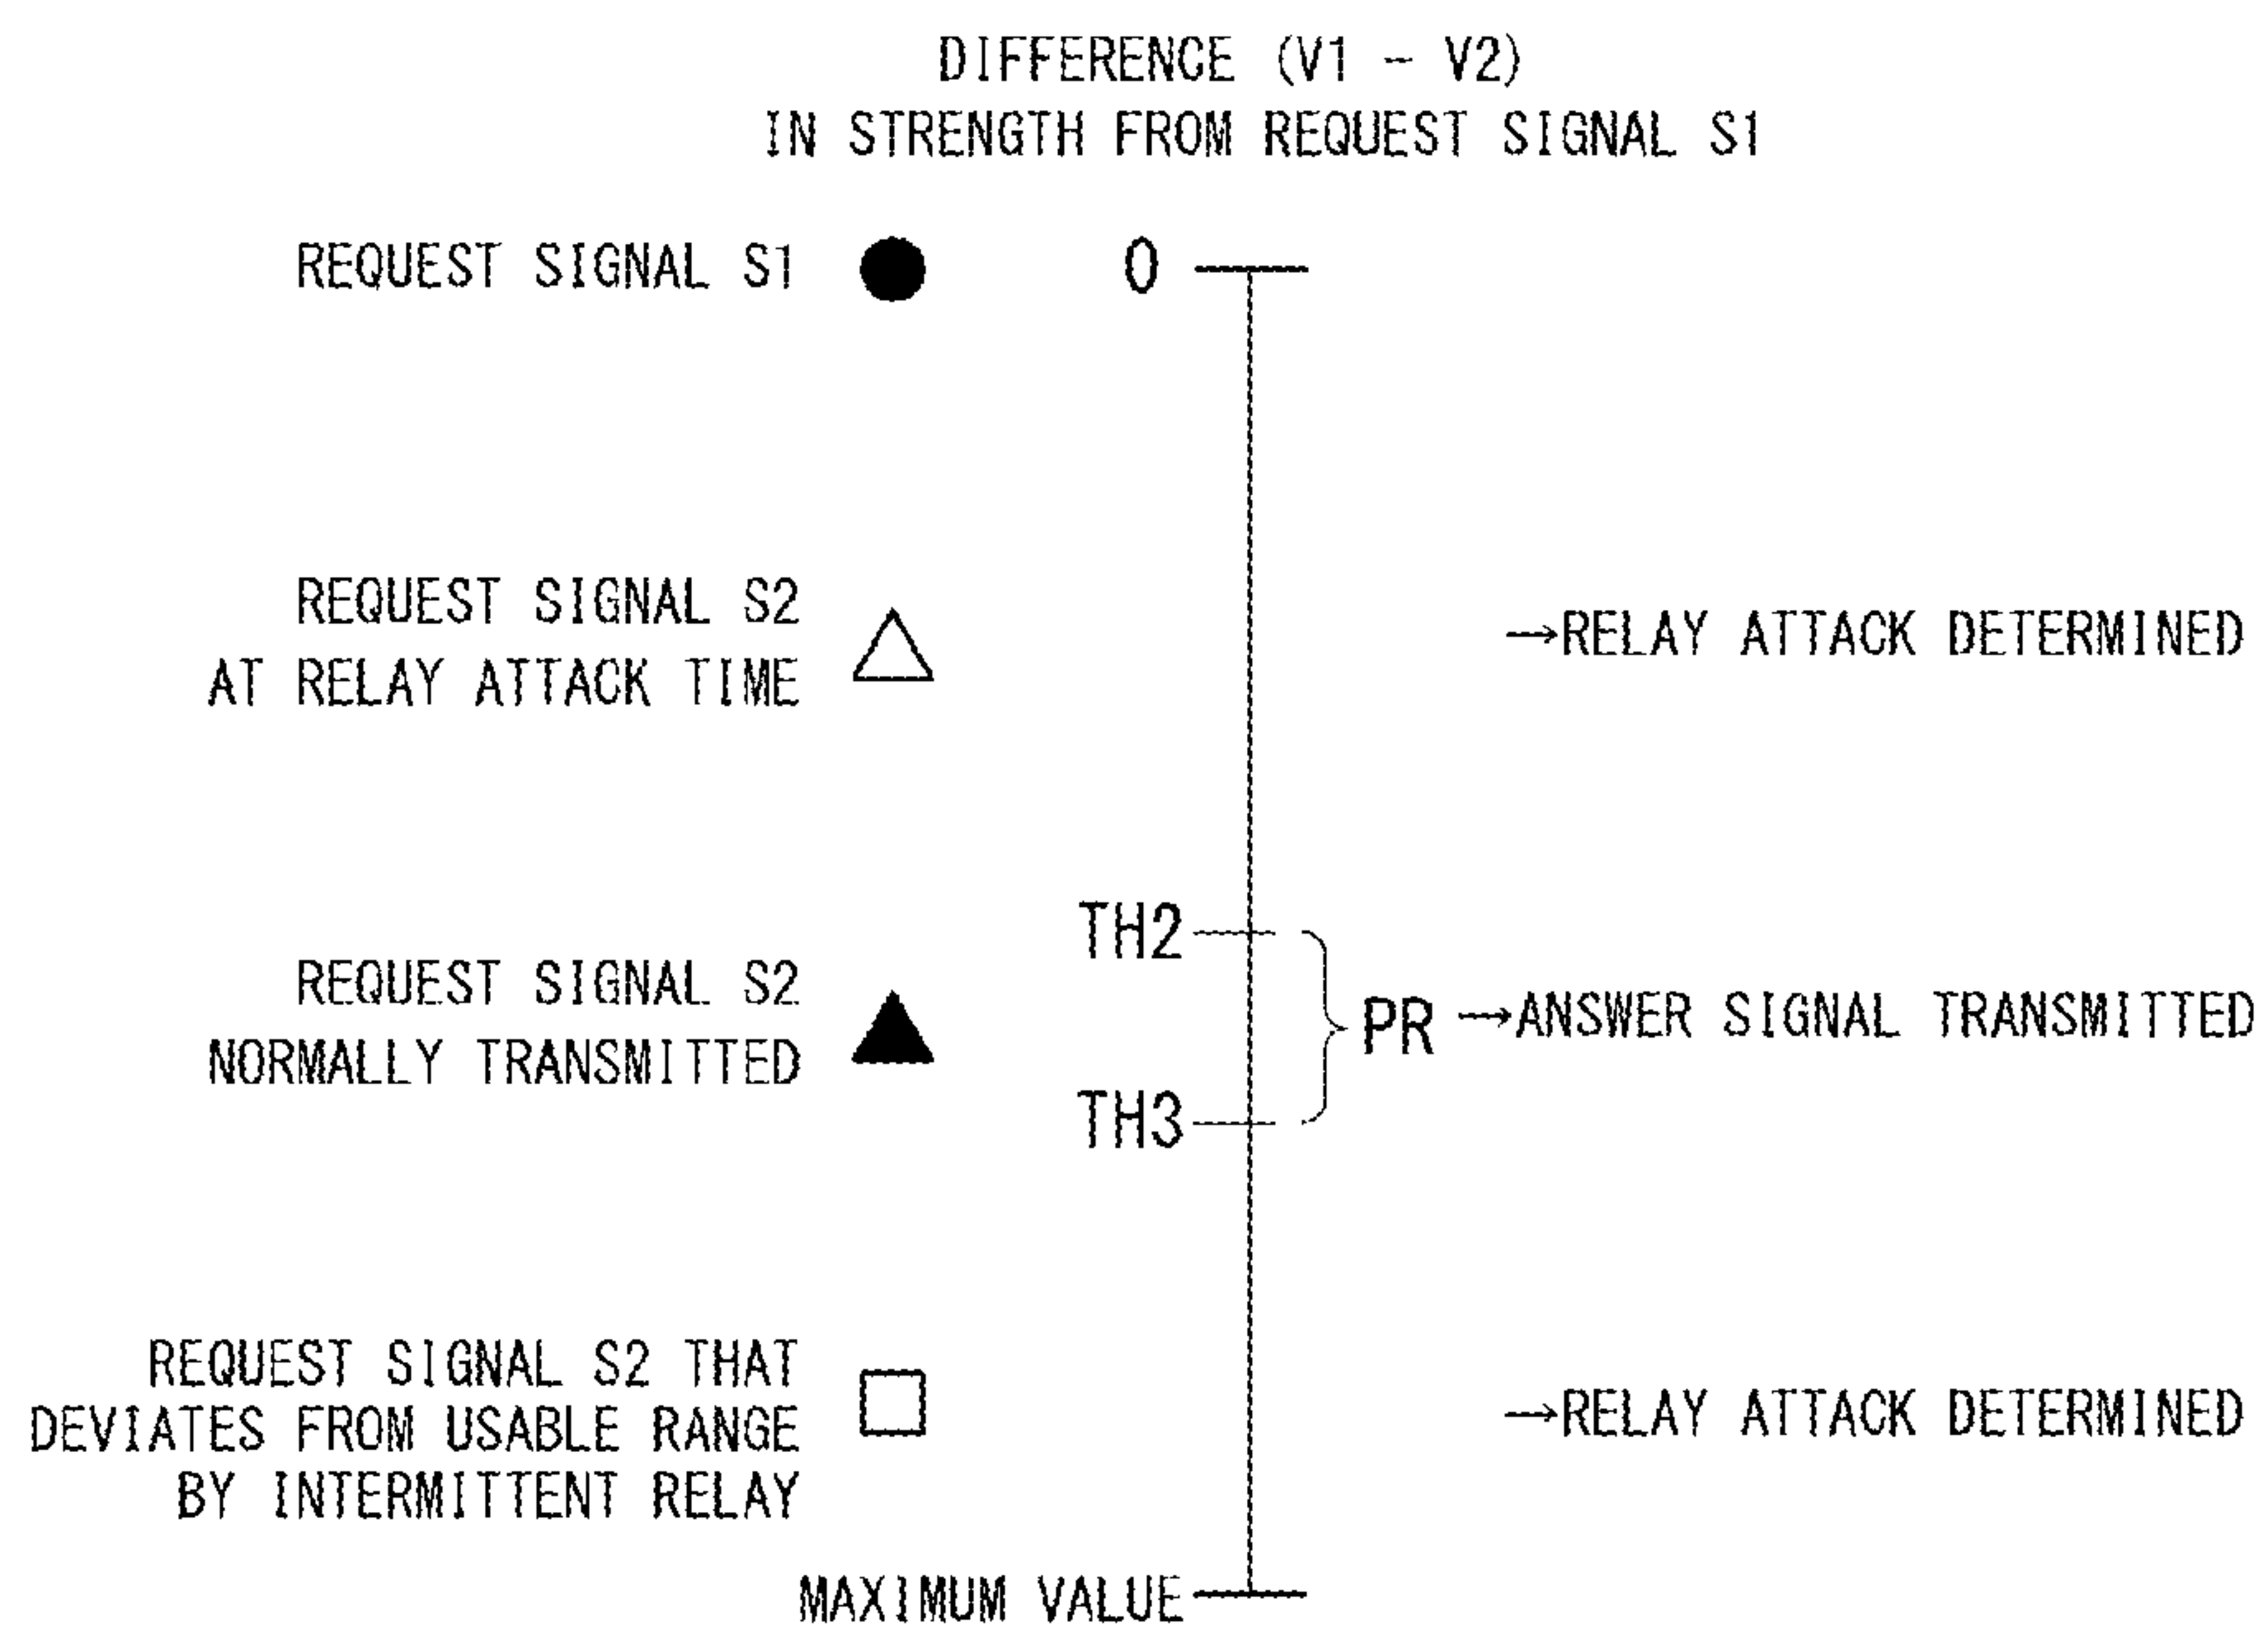 DIFFERENCE (V1 - V2)
IN STRENGTH FROM REQUEST SIGNAL S1
REQUEST SIGNAL S1
0
REQUEST SIGNAL S2
AT RELAY ATTACK TIME
→RELAY ATTACK DETERMINED
TH2
REQUEST SIGNAL S2
NORMALLY TRANSMITTED
PR →ANSWER SIGNAL TRANSMITTED
TH3
REQUEST SIGNAL S2 THAT
DEVIATES FROM USABLE RANGE
BY INTERMITTENT RELAY
→RELAY ATTACK DETERMINED
MAXIMUM VALUE